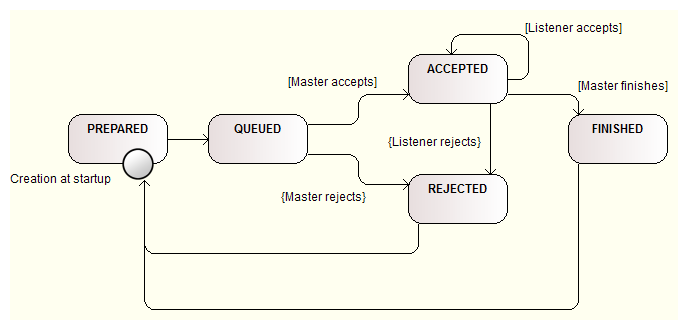 [Listener accepts]
ACCEPTED
[Master accepts]
[Master finishes]
PREPARED
QUEUED
FINISHED
{Listener rejects}
Creation at startup
REJECTED
{Master rejects}